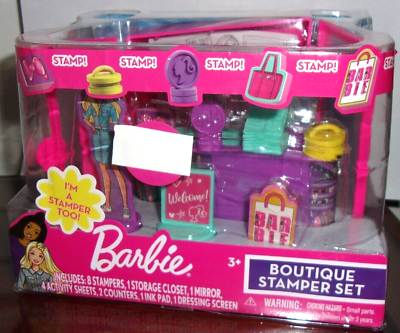 STAMP!
STAMP!
STAMP!
STAMP!
BAR
BIE
I'M
A
STAMPER
TOO!
Welcome!
BAR
BIE
Barbie
3+
BOUTIQUE
STAMPER SET
INCLUDES: 8 STAMPERS, 1 STORAGE CLOSET, 1 MIRROR,
4 ACTIVITY SHEETS, 2 COUNTERS, 1 INK PAD, 1 DRESSING SCREEN
WARNING: CHOKING HAZARD- Small parts.